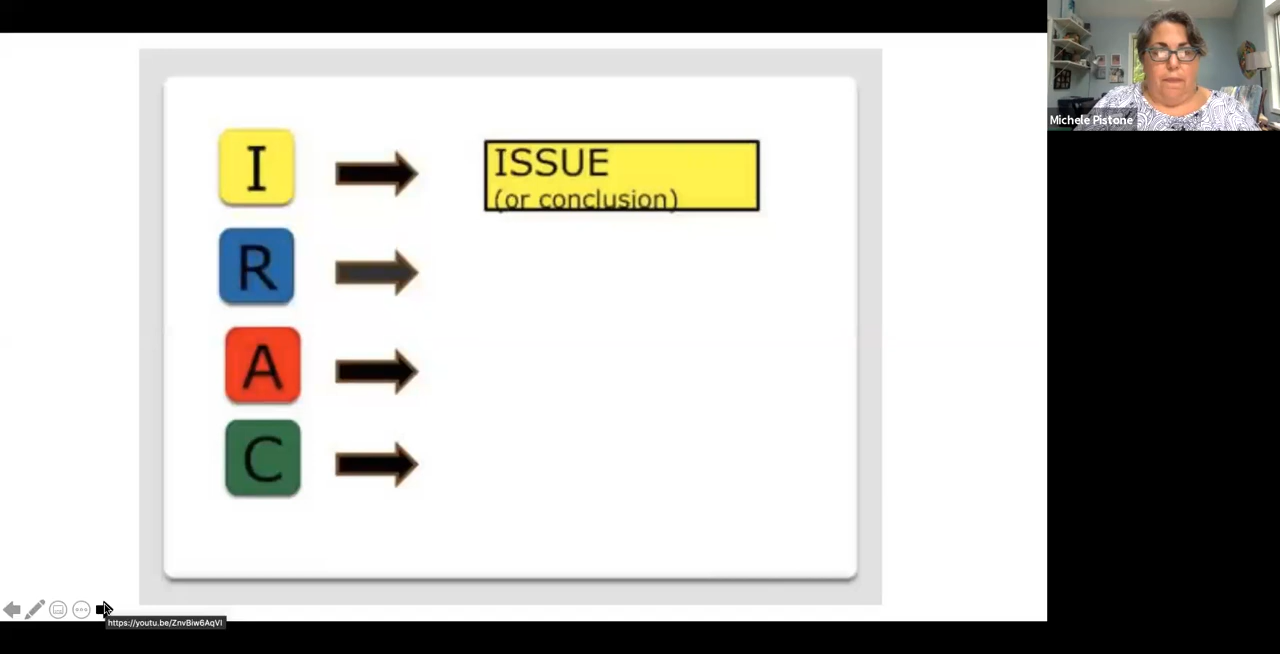 I
ISSUE
(or conclusion)
R
A
C
Michele Pistone
https://youtu.be/ZnvBiw6AqVI